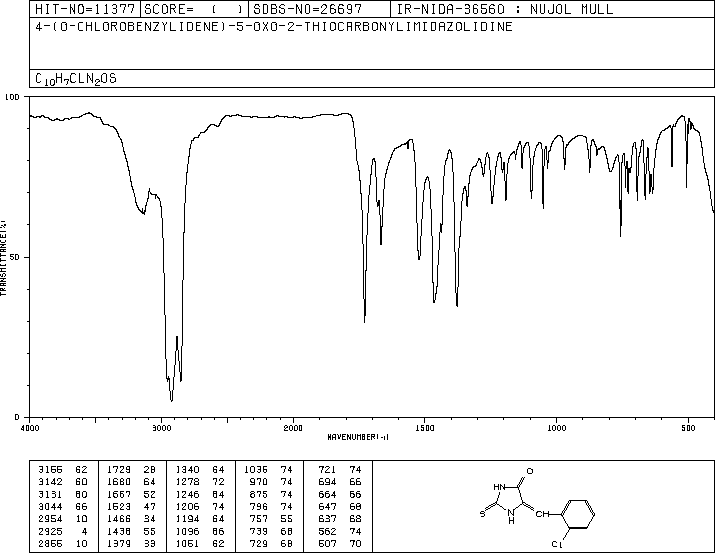 HIT-NO=11377 SCORE= ( ) SDBS-NO=26697 IR-NIDA-36560 : NUJOL MULL
4-(O-CHLOROBENZYLIDENE)-5-OXO-2-THIOCARBONYLIMIDAZOLIDINE
C10H7CLN2OS
100
TRANSMITTANCE(%)
50
0
4000 3000 2000 1500 1000 500
WAVENUMBER(-1)
3166 62 1729 28 1340 64 1036 74 721 74
3142 60 1680 64 1278 72 970 74 694 66
3131 60 1667 52 1246 64 875 74 664 66
3044 66 1523 47 1206 74 796 74 647 68
2954 10 1466 34 1194 64 757 55 637 68
2925 4 1438 55 1096 66 739 68 562 74
2855 10 1379 33 1051 62 729 68 507 70
O
HN
S
NH
CH
Cl